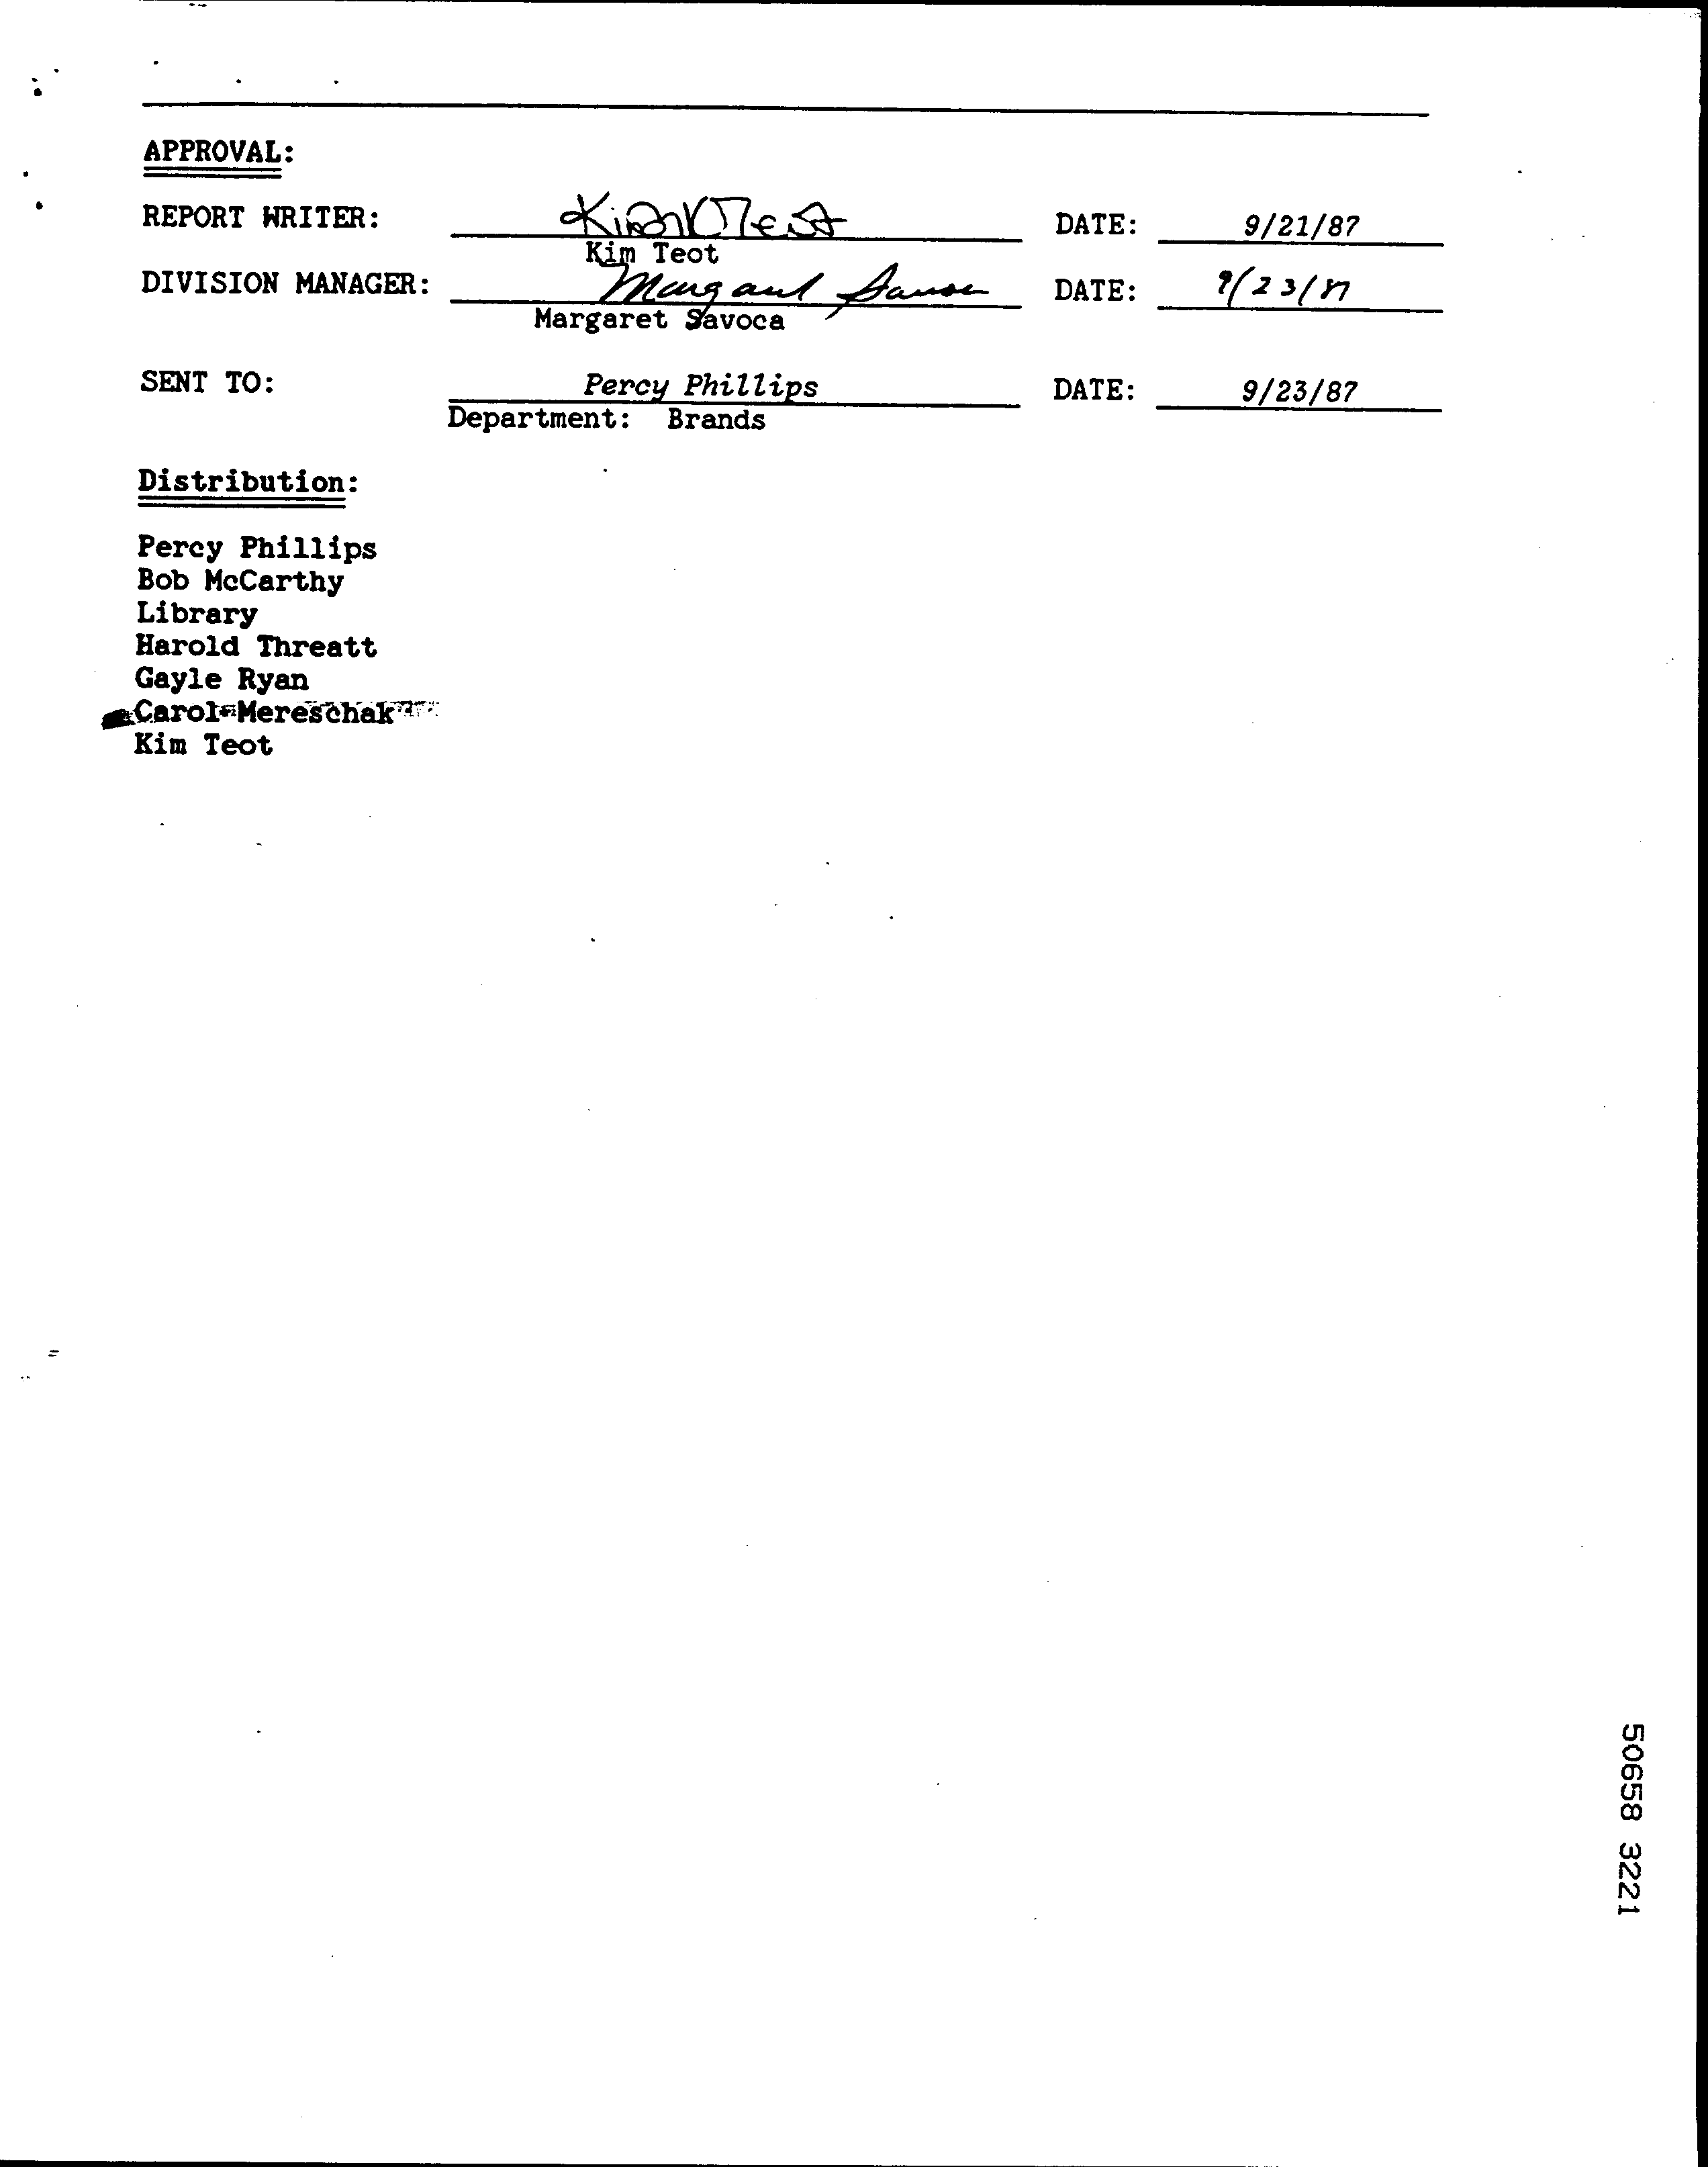 APPROVAL:
REPORT WRITER: Kim K Teot DATE: 9/21/87
Kim Teot
DIVISION MANAGER: Margaret Savoca DATE: 9/23/87
Margaret Savoca
SENT TO: Percy Phillips DATE: 9/23/87
Department: Brands
Distribution:
Percy Phillips
Bob McCarthy
Library
Harold Threatt
Gayle Ryan
Carol Mereschak
Kim Teot
50658 3221